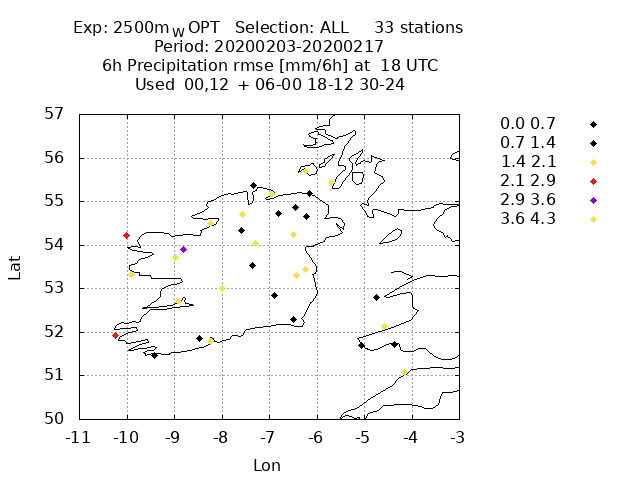 Exp: 2500m_W OPT   Selection: ALL     33 stations
Period: 20200203-20200217
6h Precipitation rmse [mm/6h] at  18 UTC
Used  00,12  + 06-00 18-12 30-24
57
56
55
54
53
52
51
50
Lat
-11 -10 -9 -8 -7 -6 -5 -4 -3
Lon
0.0 0.7
0.7 1.4
1.4 2.1
2.1 2.9
2.9 3.6
3.6 4.3